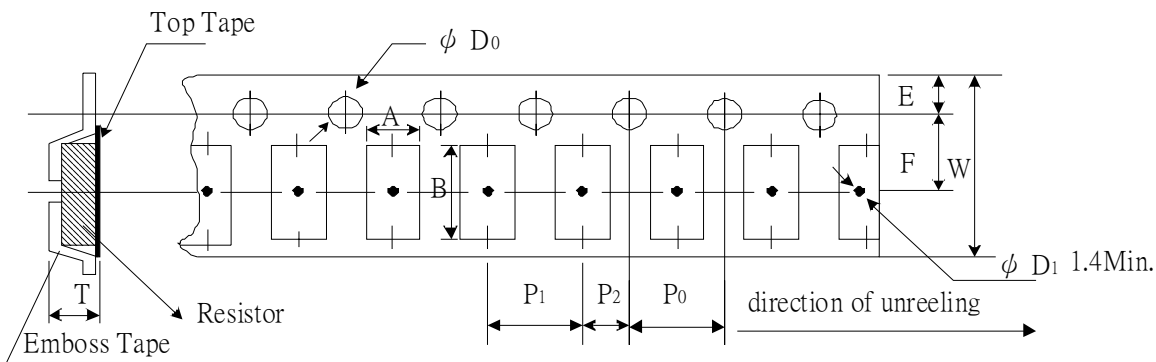 Top Tape
ϕ D0
E
A
F
W
B
ϕ D1 1.4Min.
T
P1
P2
P0
Resistor
direction of unreeling
Emboss Tape